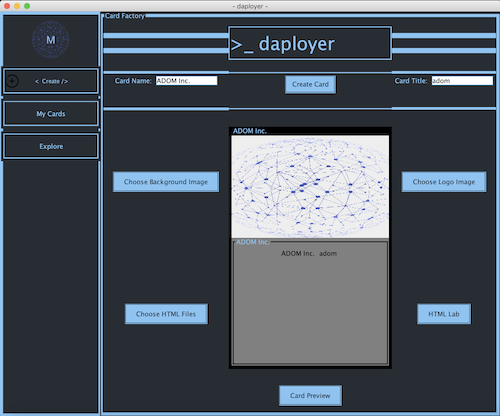 - daployer -
Card Factory
M
>_ daployer
< Create />
Card Name: ADOM Inc.
Create Card
Card Title: adom
My Cards
Explore
ADOM Inc.
Choose Background Image
Choose Logo Image
ADOM Inc.
ADOM Inc. adom
Choose HTML Files
HTML Lab
Card Preview